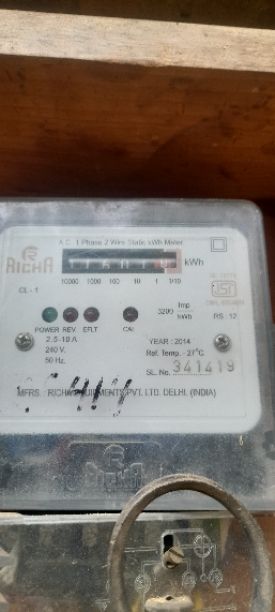 A.C. 1 Phase 2 Wire Static kWh Meter
RICHA
kWh
10000 1000 100 10 1 1/10
CL - 1
3200 Imp/kWh
POWER REV. EFLT CAL
RS : 12
2.5-10 A
240 V.
50 Hz.
YEAR : 2014
Ref. Temp. - 27°C
SL. No. 341419
MFRS. : RICHA EQUIPMENTS PVT. LTD. DELHI. (INDIA)